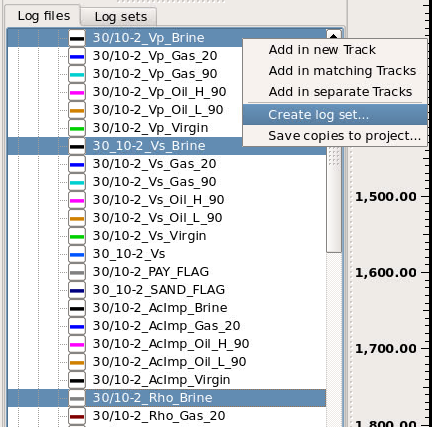 Log files
Log sets
30/10-2_Vp_Brine
30/10-2_Vp_Gas_20
30/10-2_Vp_Gas_90
30/10-2_Vp_Oil_H_90
30/10-2_Vp_Oil_L_90
30/10-2_Vp_Virgin
30_10-2_Vs_Brine
30/10-2_Vs_Gas_20
30/10-2_Vs_Gas_90
30/10-2_Vs_Oil_H_90
30/10-2_Vs_Oil_L_90
30/10-2_Vs_Virgin
30_10-2_Vs
30/10-2_PAY_FLAG
30_10-2_SAND_FLAG
30/10-2_AcImp_Brine
30/10-2_AcImp_Gas_20
30/10-2_AcImp_Oil_H_90
30/10-2_AcImp_Oil_L_90
30/10-2_AcImp_Virgin
30/10-2_Rho_Brine
30/10-2_Rho_Gas_20
Add in new Track
Add in matching Tracks
Add in separate Tracks
Create log set...
Save copies to project...
1,500.00
1,600.00
1,700.00
1,800.00